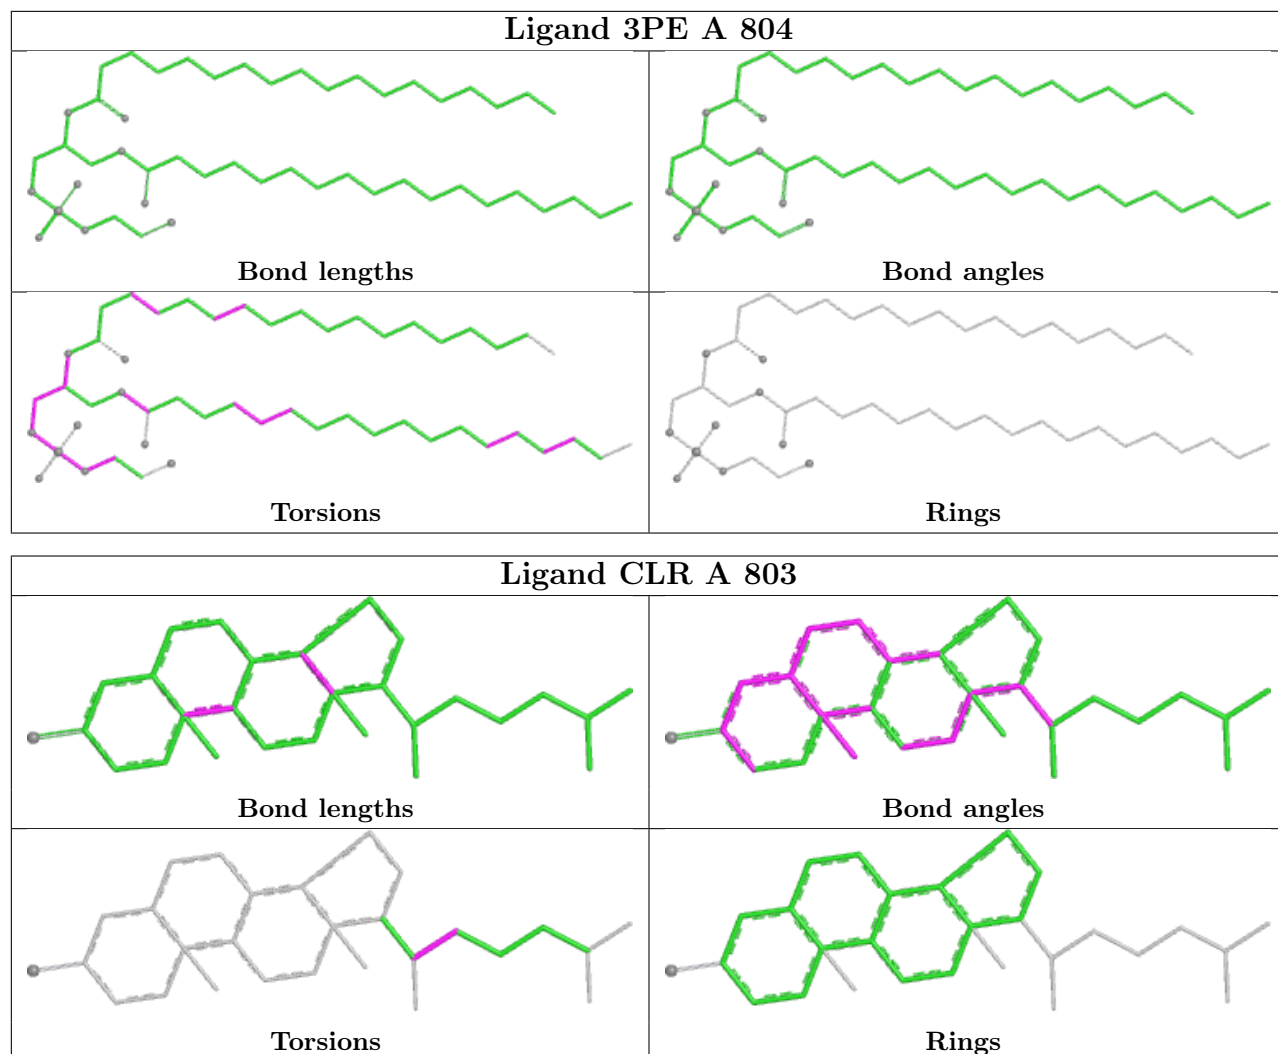 Ligand 3PE A 804
Bond lengths
Bond angles
Torsions
Rings
Ligand CLR A 803
Bond lengths
Bond angles
Torsions
Rings